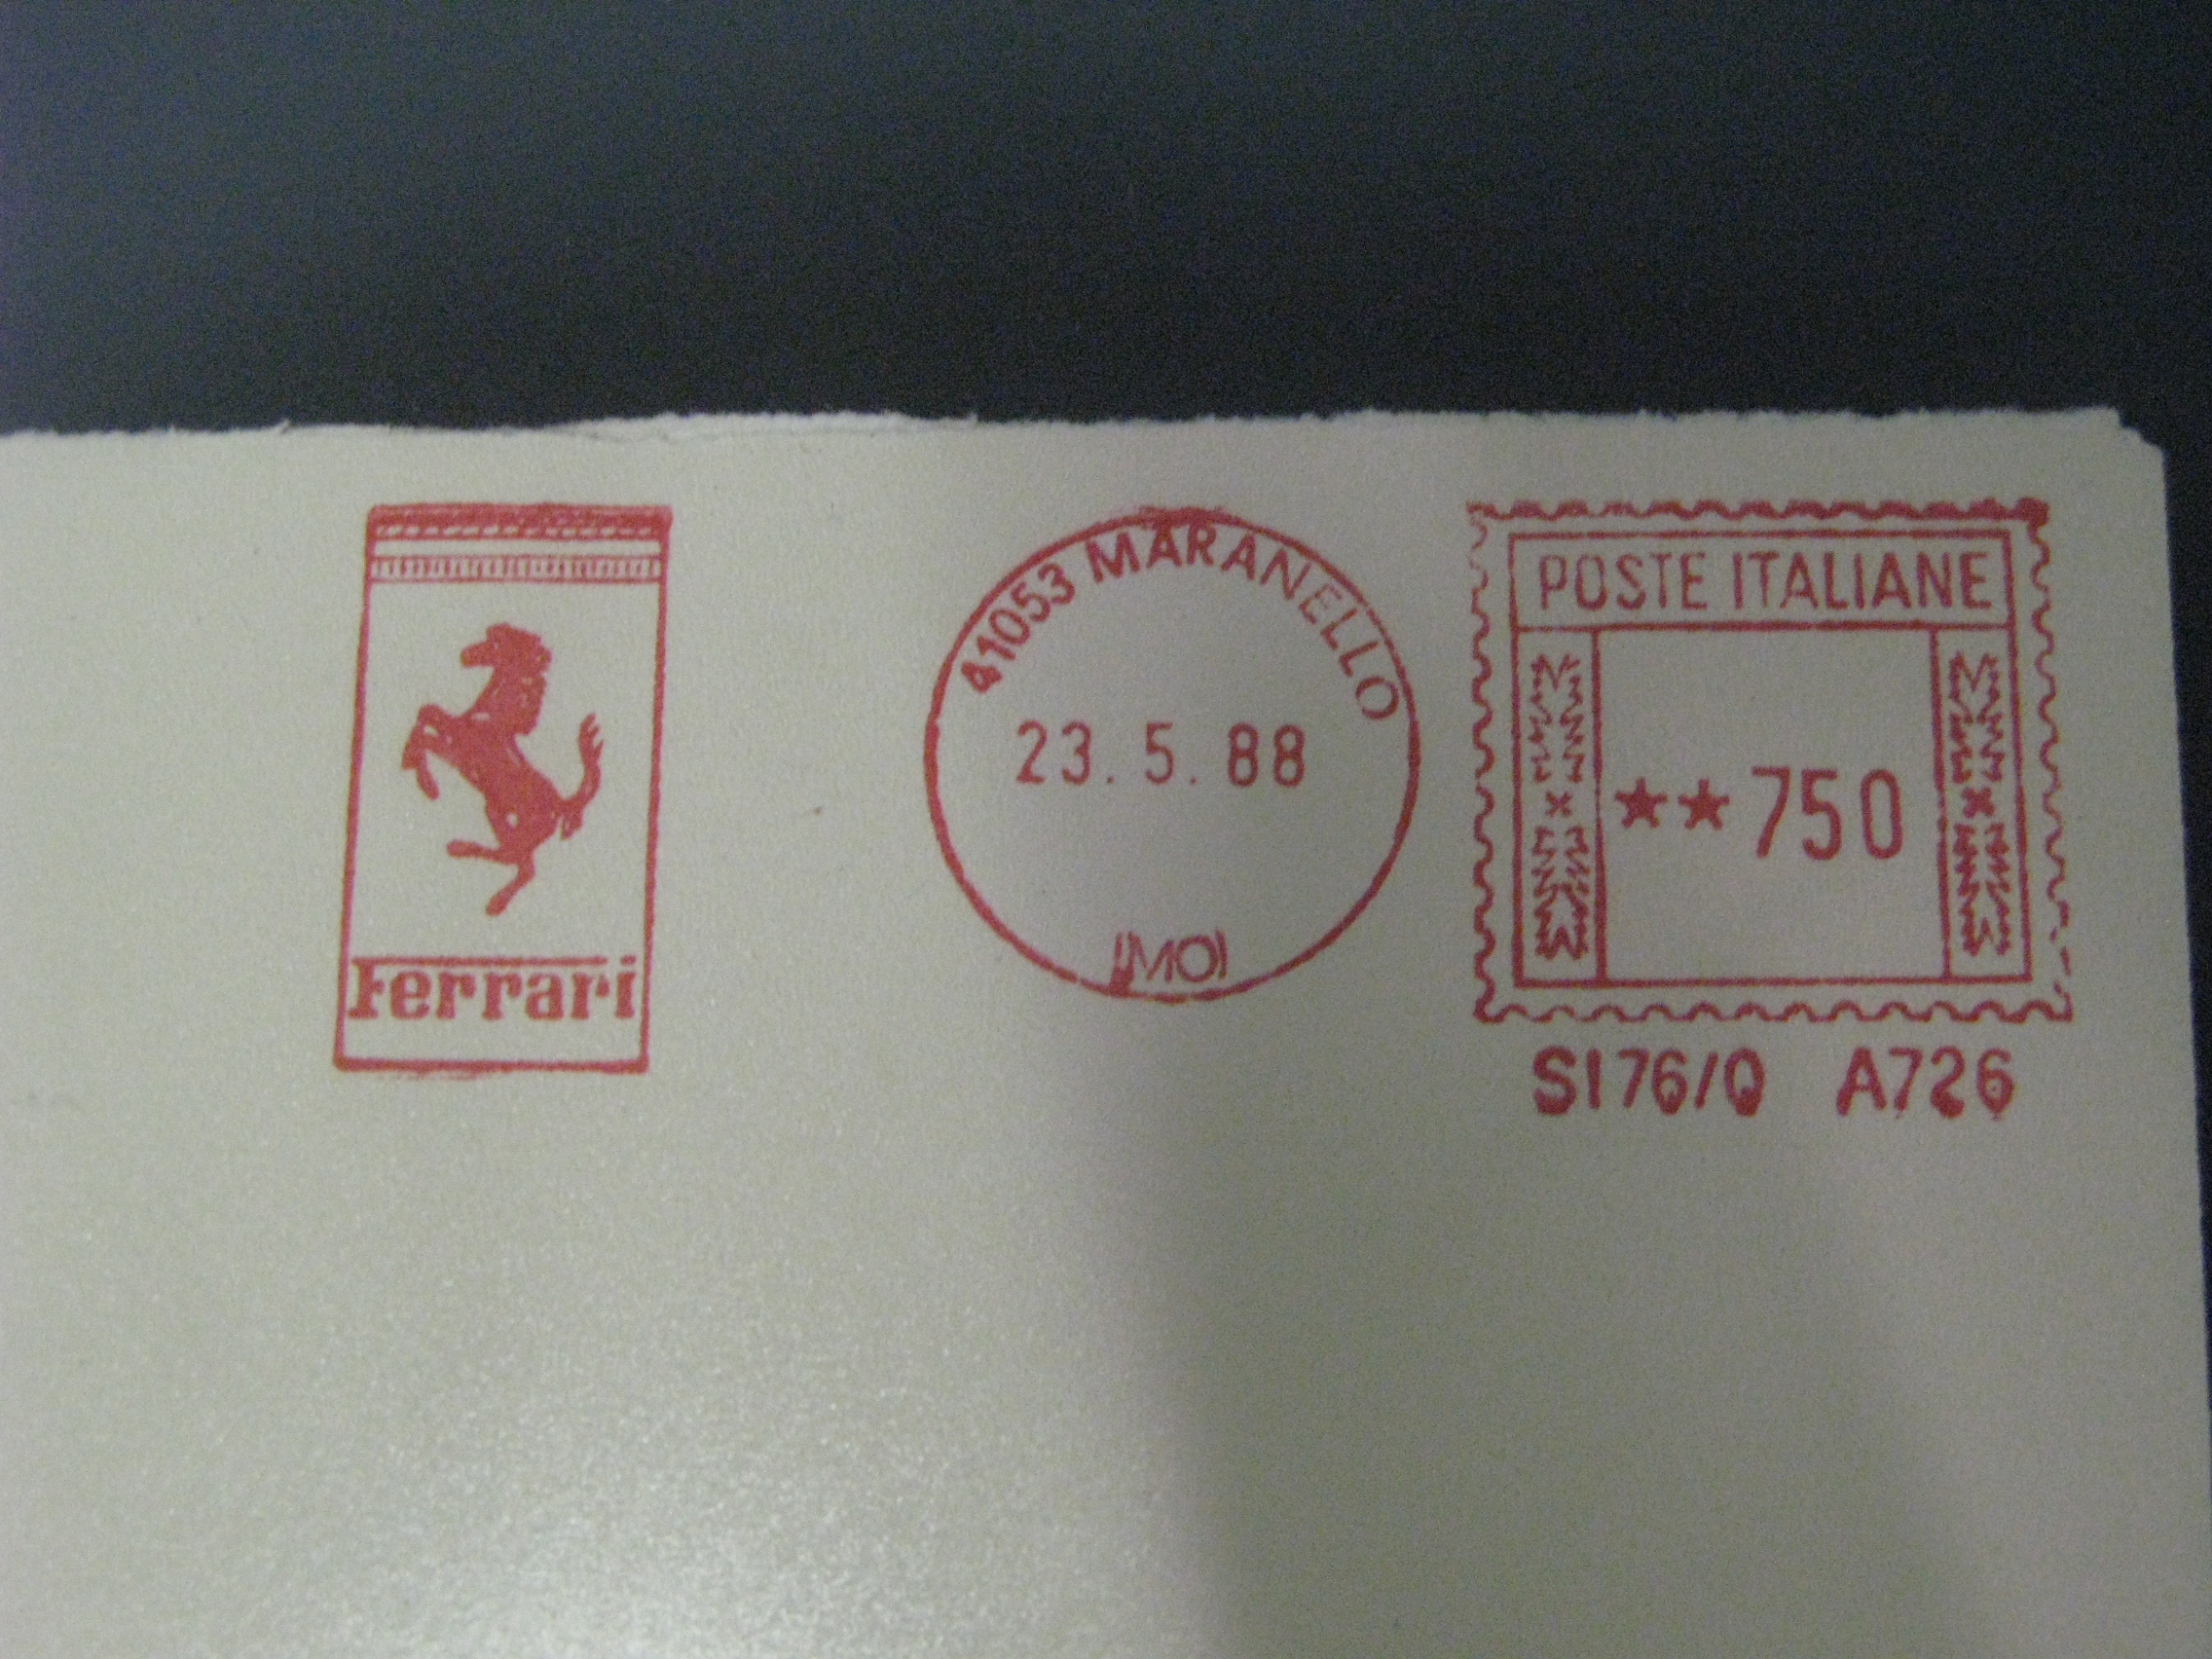 Ferrari
41053 MARANELLO
23.5.88
(MO)
POSTE ITALIANE
★★750
S176/Q A726